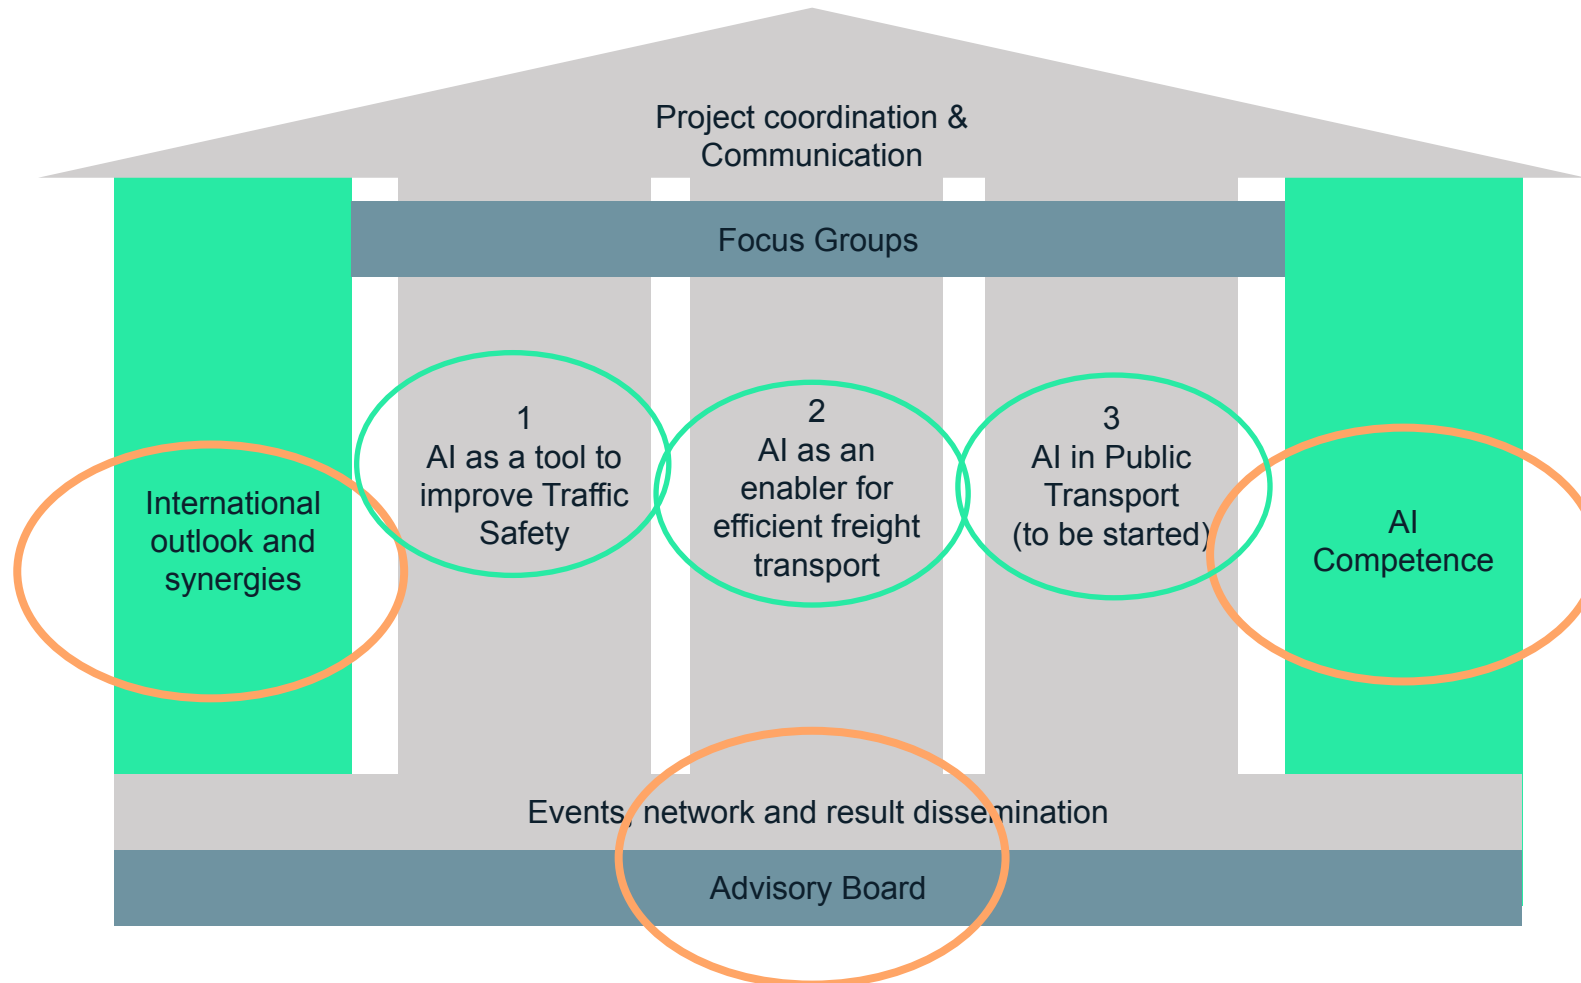 Project coordination &
Communication
Focus Groups
International
outlook and
synergies
1
AI as a tool to
improve Traffic
Safety
2
AI as an
enabler for
efficient freight
transport
3
AI in Public
Transport
(to be started)
AI
Competence
Events, network and result dissemination
Advisory Board